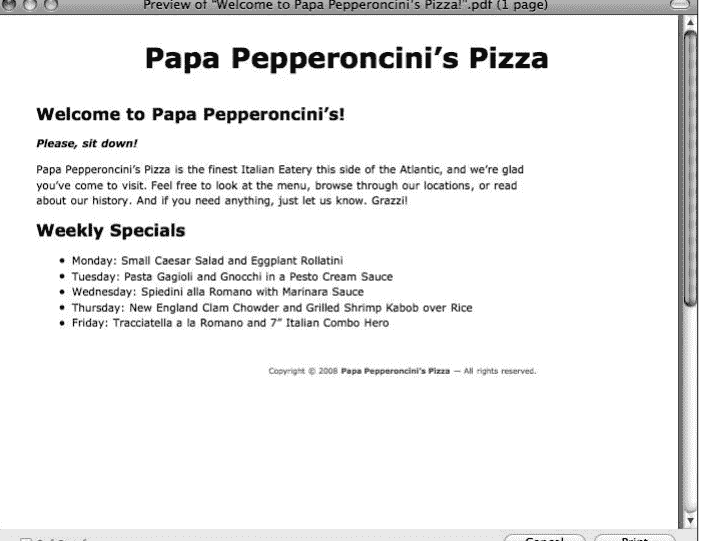 Preview of "Welcome to Papa Pepperoncini's Pizza!".pdf (1 page)
Papa Pepperoncini's Pizza
Welcome to Papa Pepperoncini's!
Please, sit down!
Papa Pepperoncini's Pizza is the finest Italian Eatery this side of the Atlantic, and we're glad
you've come to visit. Feel free to look at the menu, browse through our locations, or read
about our history. And if you need anything, just let us know. Grazzi!
Weekly Specials
• Monday: Small Caesar Salad and Eggplant Rollatini
• Tuesday: Pasta Gagioli and Gnocchi in a Pesto Cream Sauce
• Wednesday: Spiedini alla Romano with Marinara Sauce
• Thursday: New England Clam Chowder and Grilled Shrimp Kabob over Rice
• Friday: Tracciatella a la Romano and 7" Italian Combo Hero
Copyright © 2008 Papa Pepperoncini's Pizza — All rights reserved.
Cancel Print